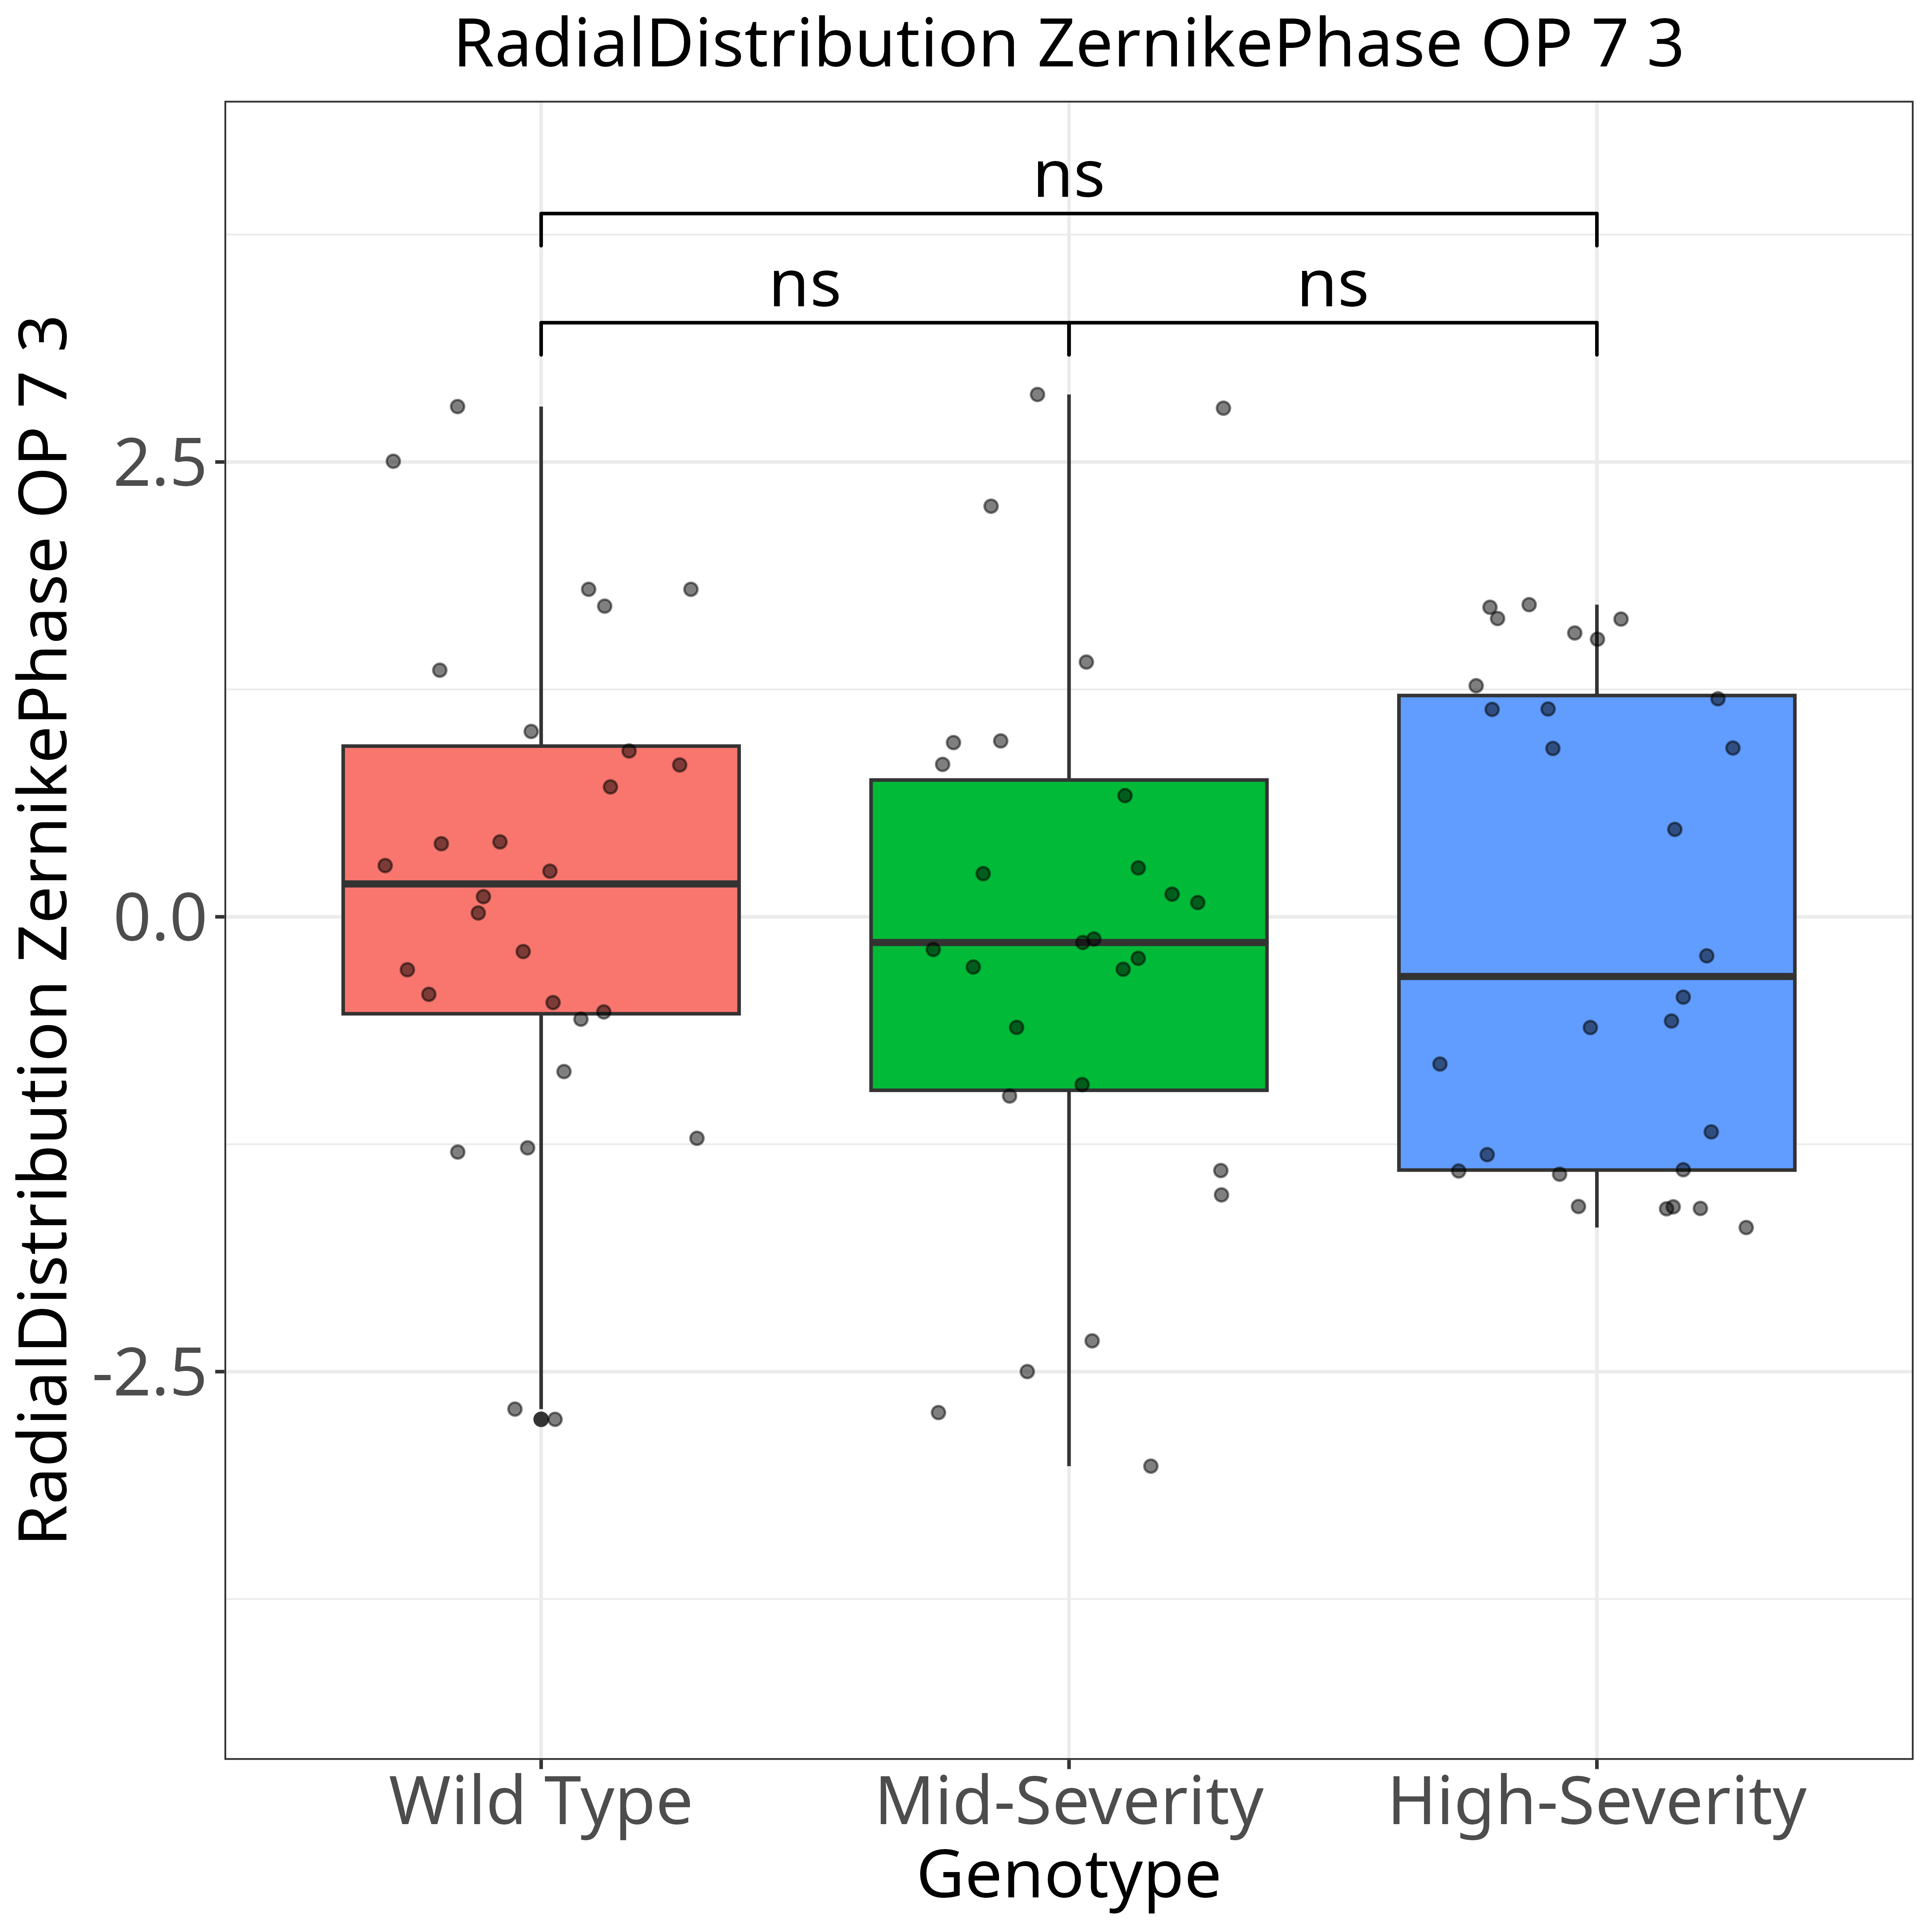 RadialDistribution ZernikePhase OP 7 3
ns
ns
ns
RadialDistribution ZernikePhase OP 7 3
2.5
0.0
-2.5
Wild Type
Mid-Severity
High-Severity
Genotype